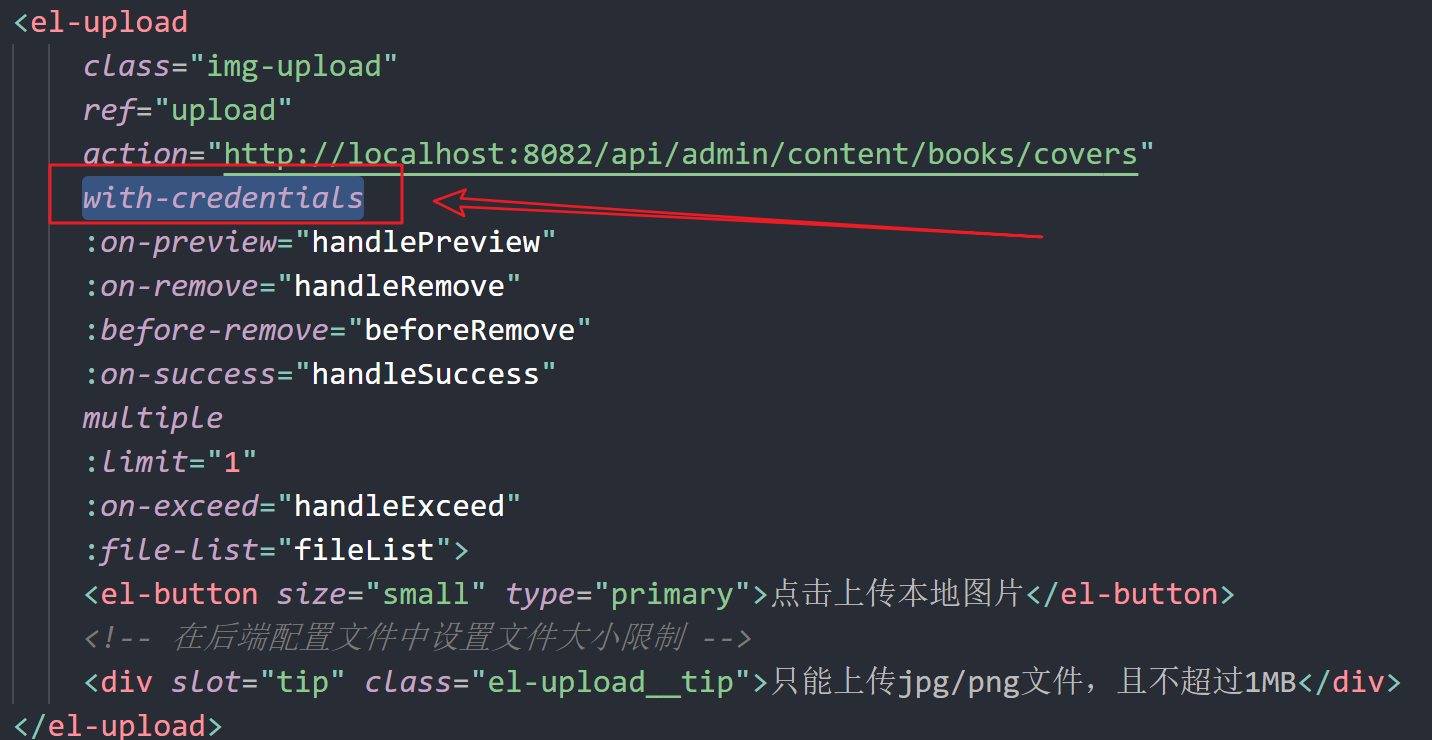 <el-upload
class="img-upload"
ref="upload"
action="http://localhost:8082/api/admin/content/books/covers"
with-credentials
:on-preview="handlePreview"
:on-remove="handleRemove"
:before-remove="beforeRemove"
:on-success="handleSuccess"
multiple
:limit="1"
:on-exceed="handleExceed"
:file-list="fileList">
<el-button size="small" type="primary">点击上传本地图片</el-button>
<!-- 在后端配置文件中设置文件大小限制 -->
<div slot="tip" class="el-upload__tip">只能上传jpg/png文件，且不超过1MB</div>
</el-upload>